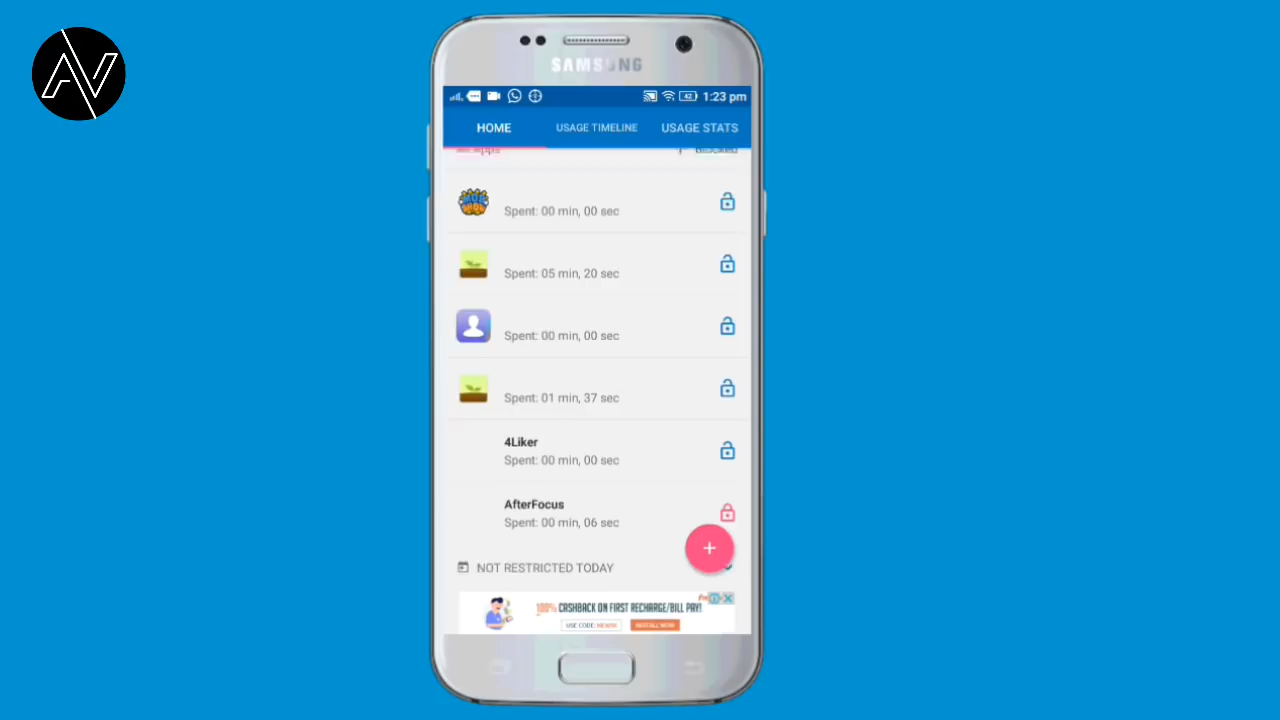 AV
SAMSUNG
42 1:23 pm
HOME USAGE TIMELINE USAGE STATS
Spent: 00 min, 00 sec
Spent: 05 min, 20 sec
Spent: 00 min, 00 sec
Spent: 01 min, 37 sec
4Liker
Spent: 00 min, 00 sec
AfterFocus
Spent: 00 min, 06 sec
+
NOT RESTRICTED TODAY
100% CASHBACK ON FIRST RECHARGE/BILL PAY!
USE CODE: INSTALL NOW